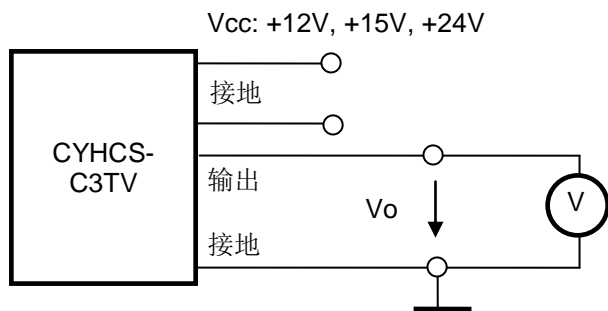 Vcc: +12V, +15V, +24V
接地
CYHCS-
C3TV
输出
Vo
V
接地